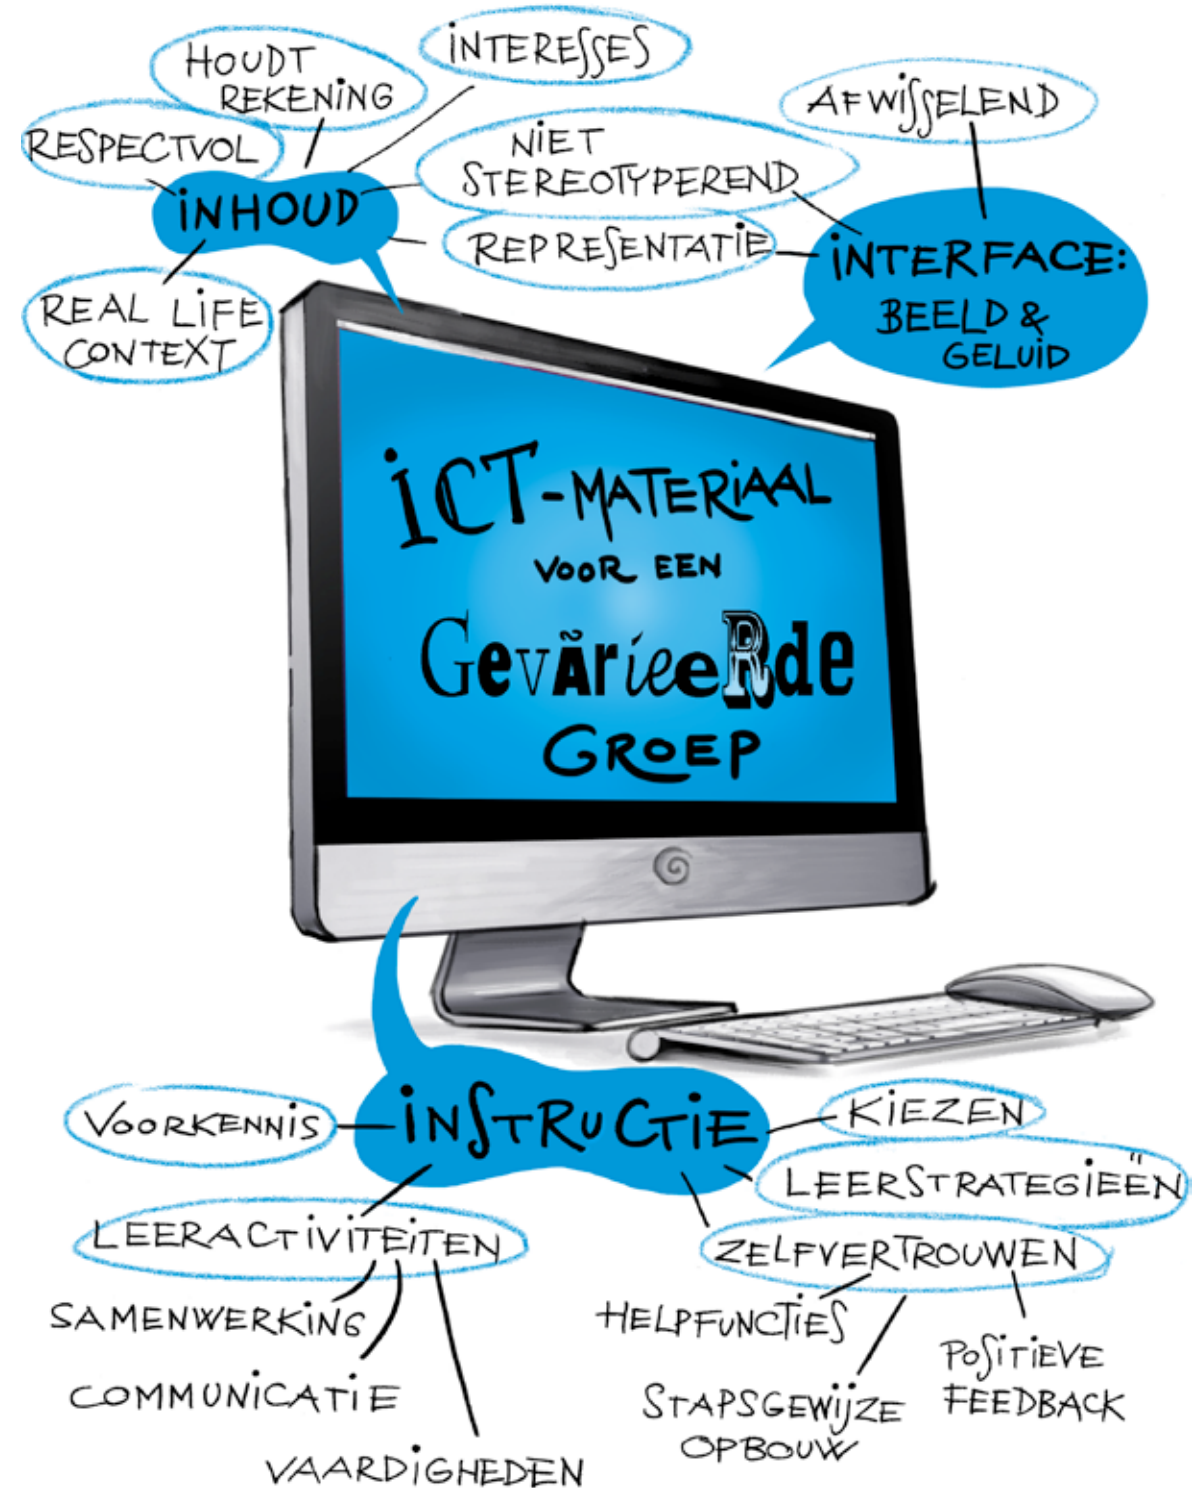 HOUDT
REKENING
iNTERESSES
AFWiSSELEND
RESPECTVOL
NiET
STEREOTYPEREND
iNHOUD
REPRESENTATiE
iNTERFACE:
BEELD &
GELUiD
REAL LiFE
CONTEXT
iCT-MATERiAAL
VOOR EEN
GevãrieeRde
GROEP
VOORKENNiS
iNSTRUCTiE
KiEZEN
LEERSTRATEGiEËN
LEERACTiViTEiTEN
ZELFVERTROUWEN
SAMENWERKiNG
HELPFUNCTiES
POSiTiEVE
FEEDBACK
COMMUNiCATiE
STAPSGEWijZE
OPBOUW
VAARDiGHEDEN